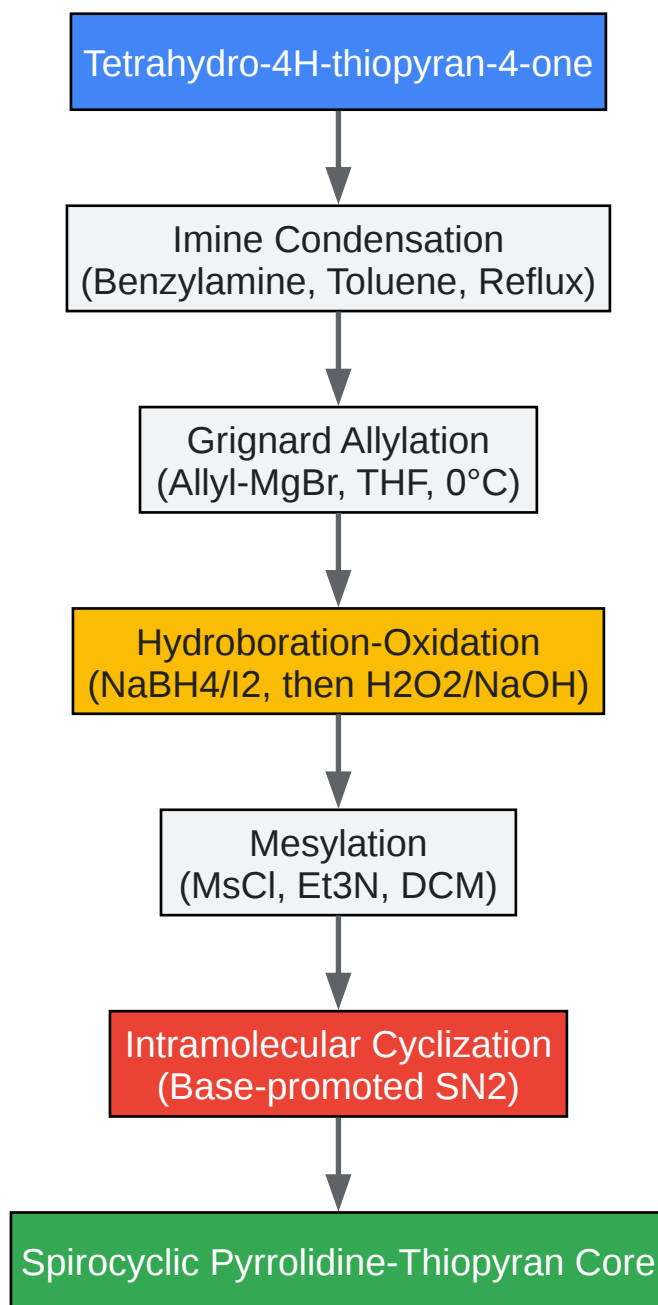 Tetrahydro-4H-thiopyran-4-one
Imine Condensation
(Benzylamine, Toluene, Reflux)
Grignard Allylation
(Allyl-MgBr, THF, 0°C)
Hydroboration-Oxidation
(NaBH4/I2, then H2O2/NaOH)
Mesylation
(MsCl, Et3N, DCM)
Intramolecular Cyclization
(Base-promoted SN2)
Spirocyclic Pyrrolidine-Thiopyran Core